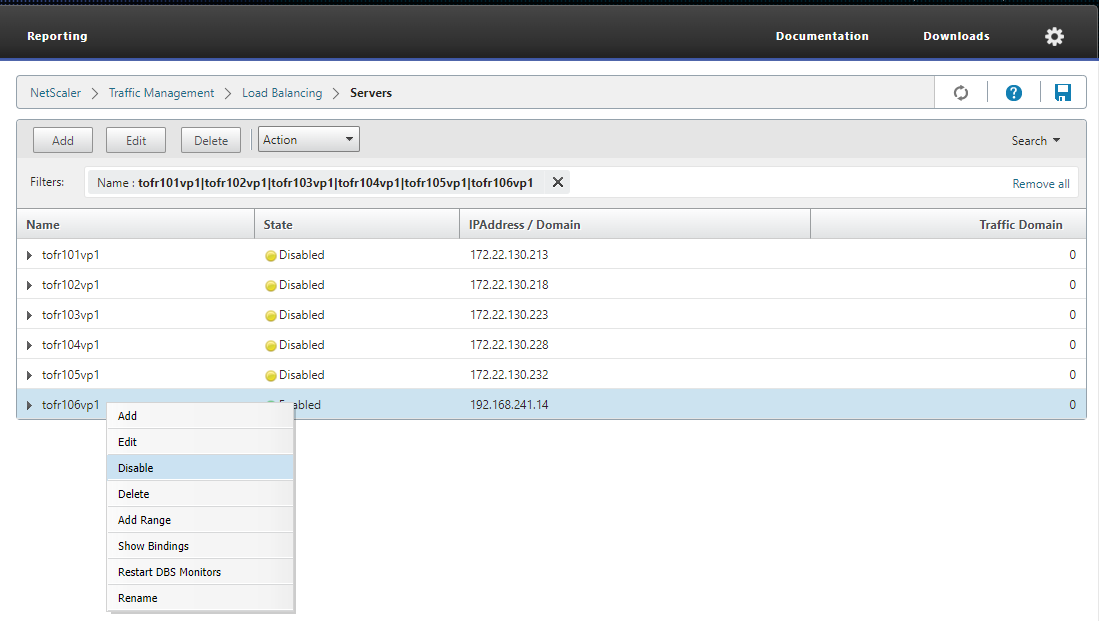 Reporting Documentation Downloads
NetScaler Traffic Management Load Balancing Servers
Add Edit Delete Action Search
Filters: Name : tofr101vp1|tofr102vp1|tofr103vp1|tofr104vp1|tofr105vp1|tofr106vp1 Remove all
Name State IPAddress / Domain Traffic Domain
tofr101vp1 Disabled 172.22.130.213 0
tofr102vp1 Disabled 172.22.130.218 0
tofr103vp1 Disabled 172.22.130.223 0
tofr104vp1 Disabled 172.22.130.228 0
tofr105vp1 Disabled 172.22.130.232 0
tofr106vp1 Enabled 192.168.241.14 0
Add
Edit
Disable
Delete
Add Range
Show Bindings
Restart DBS Monitors
Rename